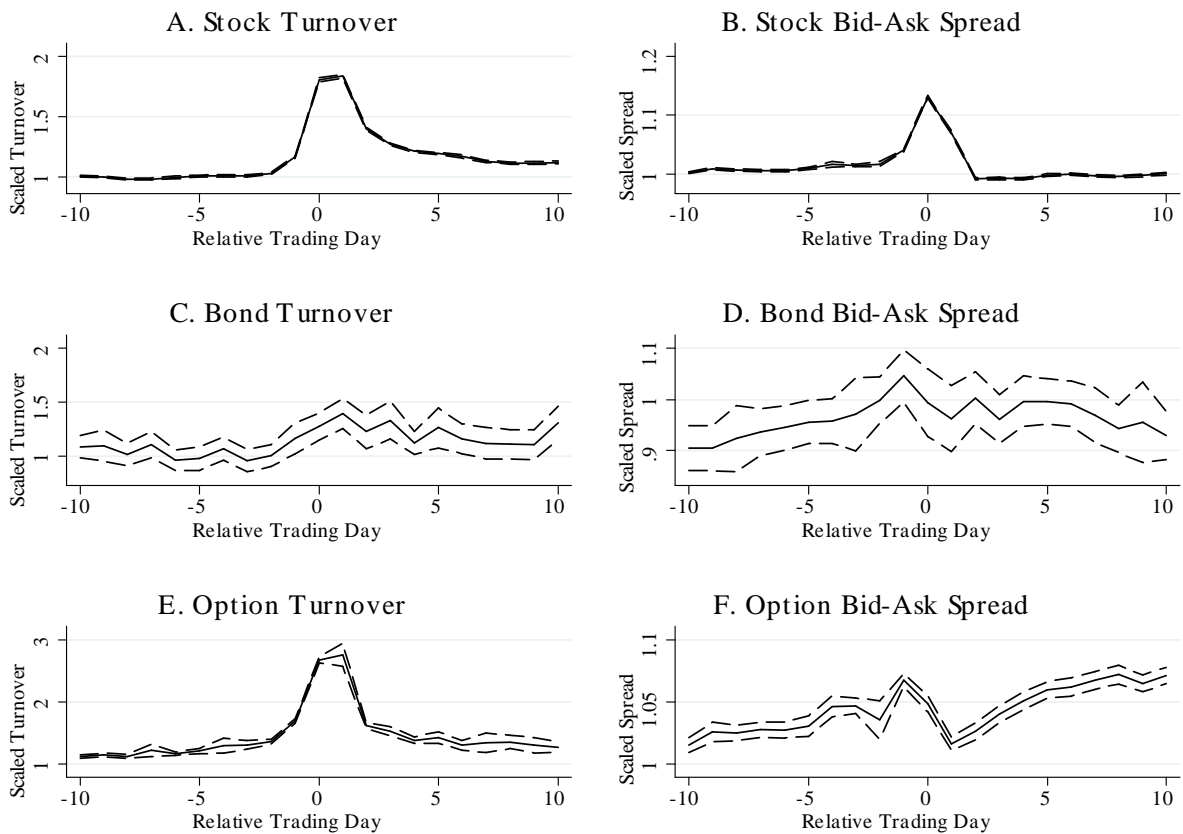 A. Stock Turnover
Scaled Turnover
2
1.5
1
-10 -5 0 5 10
Relative Trading Day
B. Stock Bid-Ask Spread
Scaled Spread
1.2
1.1
1
-10 -5 0 5 10
Relative Trading Day
C. Bond Turnover
Scaled Turnover
2
1.5
1
-10 -5 0 5 10
Relative Trading Day
D. Bond Bid-Ask Spread
Scaled Spread
1.1
1
.9
-10 -5 0 5 10
Relative Trading Day
E. Option Turnover
Scaled Turnover
3
2
1
-10 -5 0 5 10
Relative Trading Day
F. Option Bid-Ask Spread
Scaled Spread
1.1
1.05
1
-10 -5 0 5 10
Relative Trading Day